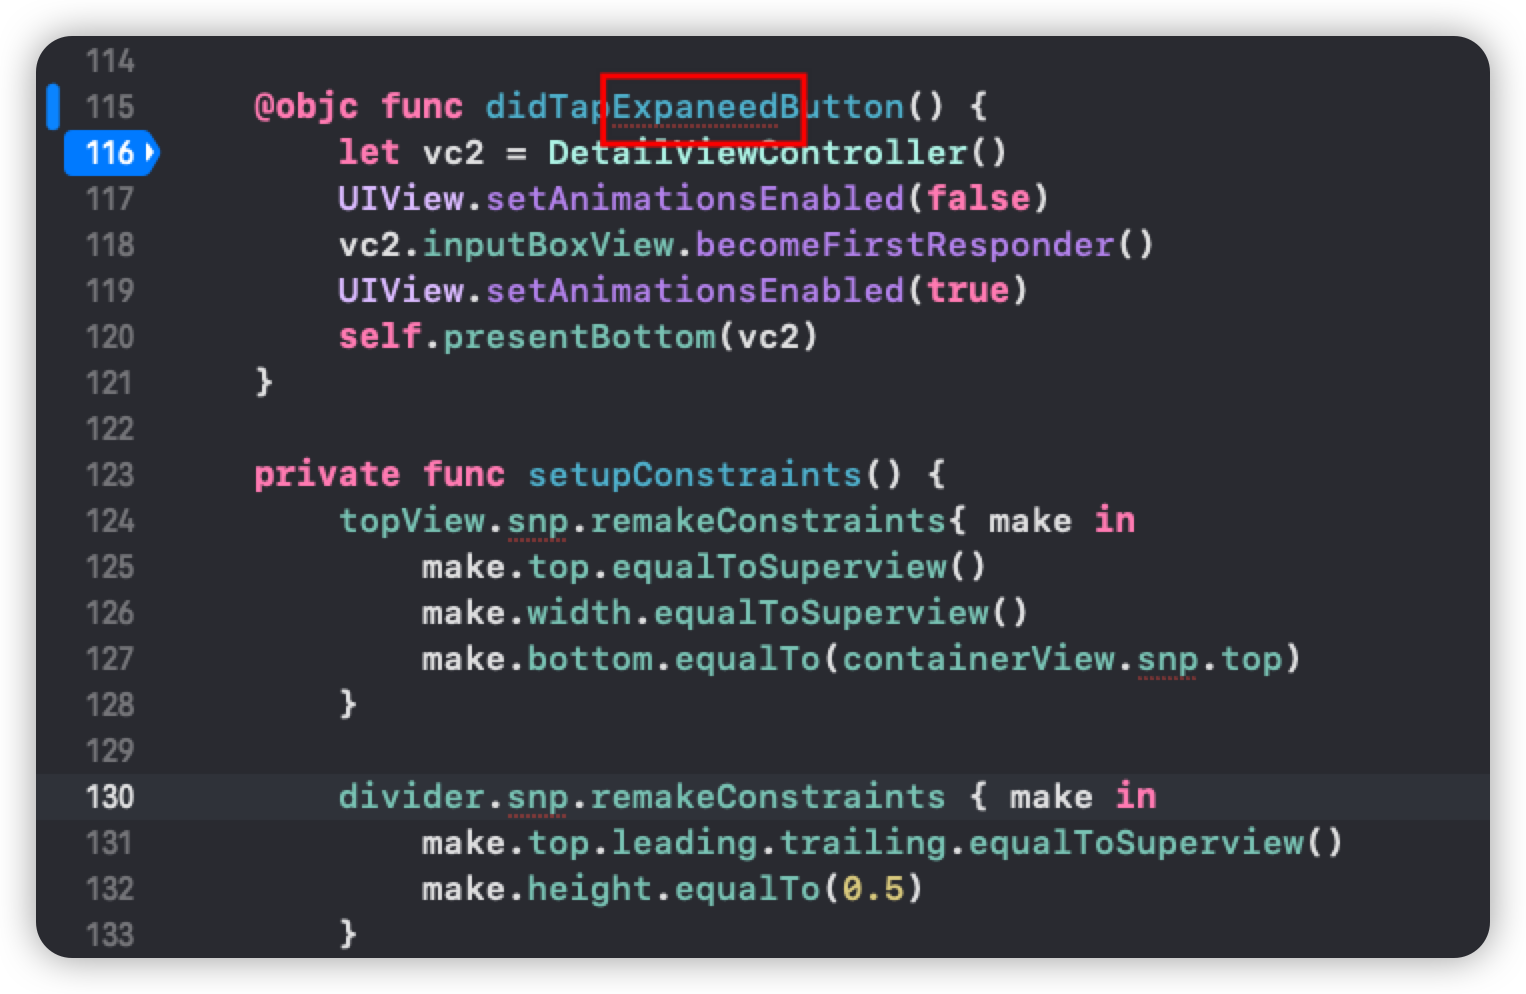 114
115 @objc func didTapExpaneedButton() {
116 let vc2 = DetailViewController()
117 UIView.setAnimationsEnabled(false)
118 vc2.inputBoxView.becomeFirstResponder()
119 UIView.setAnimationsEnabled(true)
120 self.presentBottom(vc2)
121 }
122
123 private func setupConstraints() {
124 topView.snp.remakeConstraints{ make in
125 make.top.equalToSuperview()
126 make.width.equalToSuperview()
127 make.bottom.equalTo(containerView.snp.top)
128 }
129
130 divider.snp.remakeConstraints { make in
131 make.top.leading.trailing.equalToSuperview()
132 make.height.equalTo(0.5)
133 }